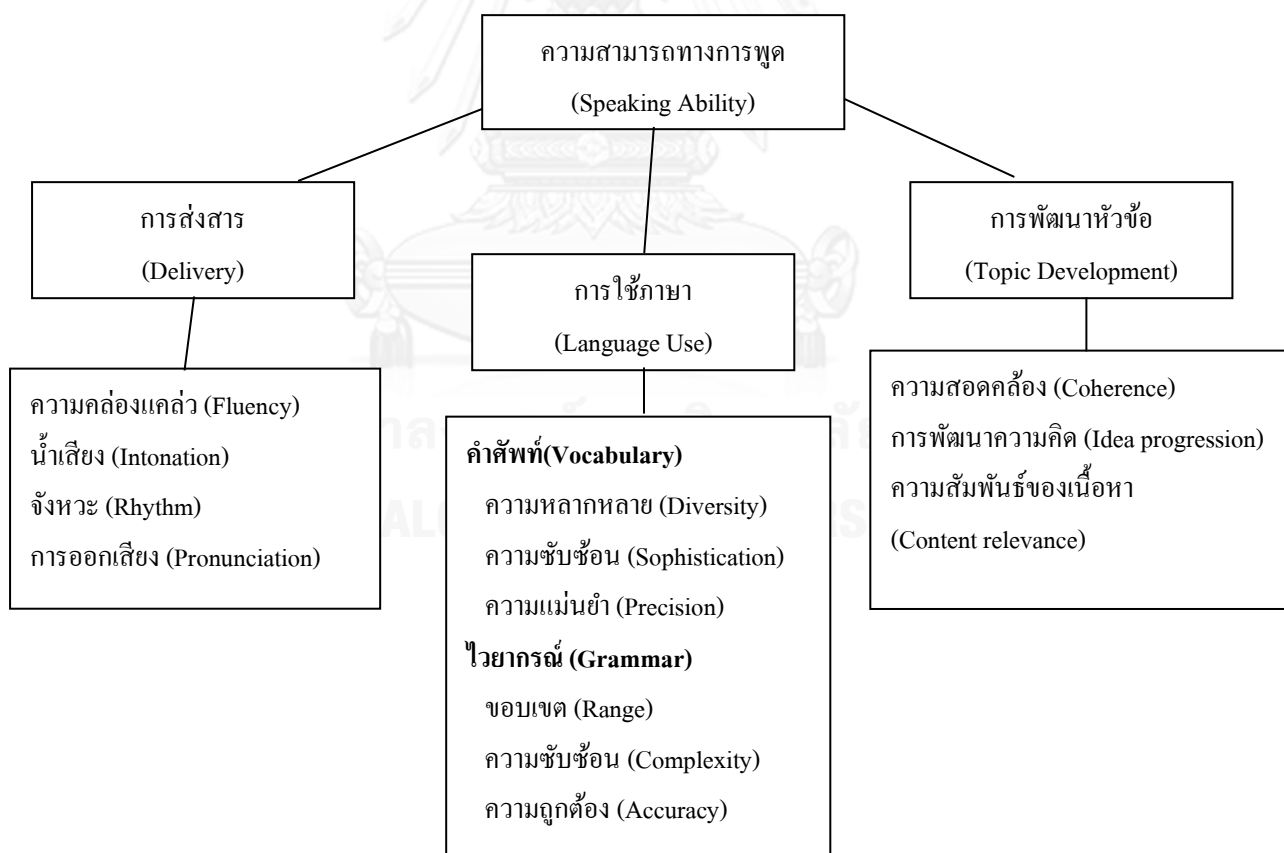 ความสามารถทางการพูด
(Speaking Ability)
การส่งสาร
(Delivery)
การใช้ภาษา
(Language Use)
การพัฒนาหัวข้อ
(Topic Development)
ความคล่องแคล่ว (Fluency)
น้ำเสียง (Intonation)
จังหวะ (Rhythm)
การออกเสียง (Pronunciation)
คำศัพท์(Vocabulary)
ความหลากหลาย (Diversity)
ความซับซ้อน (Sophistication)
ความแม่นยำ (Precision)
ไวยากรณ์ (Grammar)
ขอบเขต (Range)
ความซับซ้อน (Complexity)
ความถูกต้อง (Accuracy)
ความสอดคล้อง (Coherence)
การพัฒนาความคิด (Idea progression)
ความสัมพันธ์ของเนื้อหา
(Content relevance)